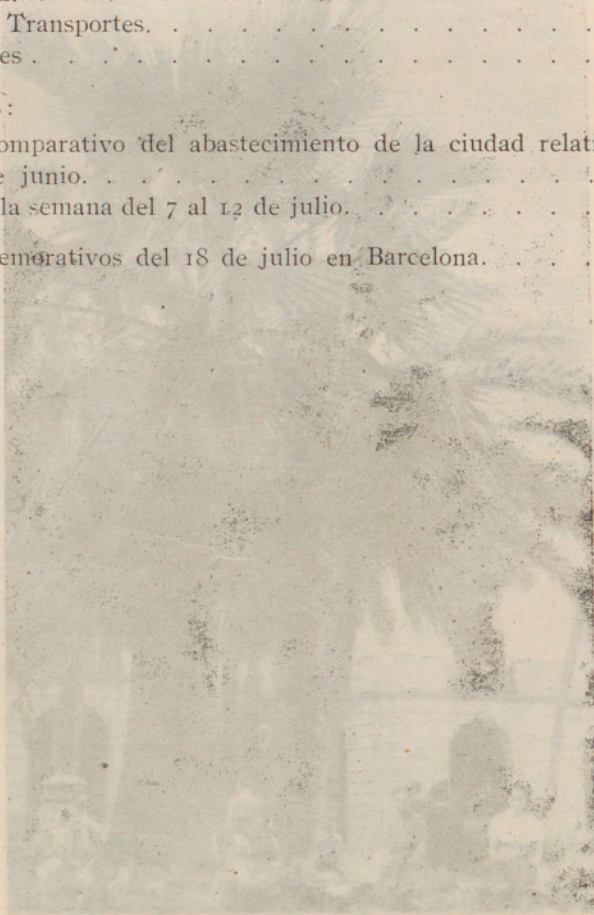 Transportes. . . . . . . . . . . .
es . . . . . . . . . . . . . . .
:
omparativo del abastecimiento de la ciudad relati
e junio. . . . . . . . . . . . . .
la semana del 7 al 12 de julio. . . . . . .
emorativos del 18 de julio en Barcelona. . . .